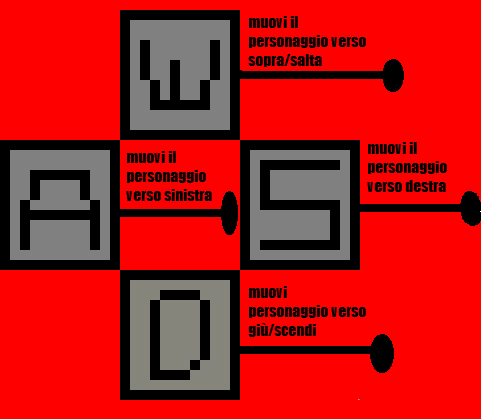 W
muovi il
personaggio verso
sopra/salta
A
muovi il
personaggio
verso sinistra
S
muovi il
personaggio
verso destra
D
muovi
personaggio verso
giù/scendi